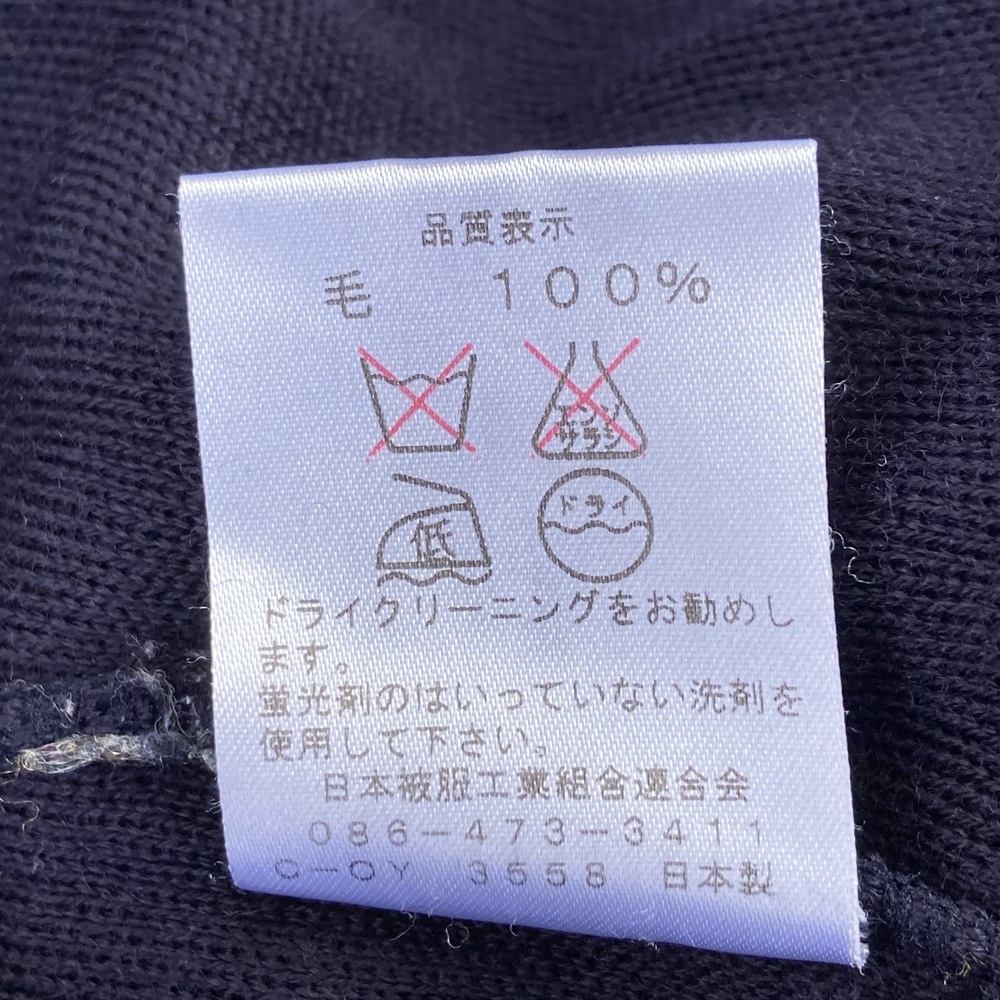 品質表示
毛 100%
エンソ
サラシ
低
ドライ
ドライクリーニングをお勧めし
ます。
蛍光剤のはいっていない洗剤を
使用して下さい。
日本被服工業組合連合会
086-473-3411
C-OY 3558 日本製